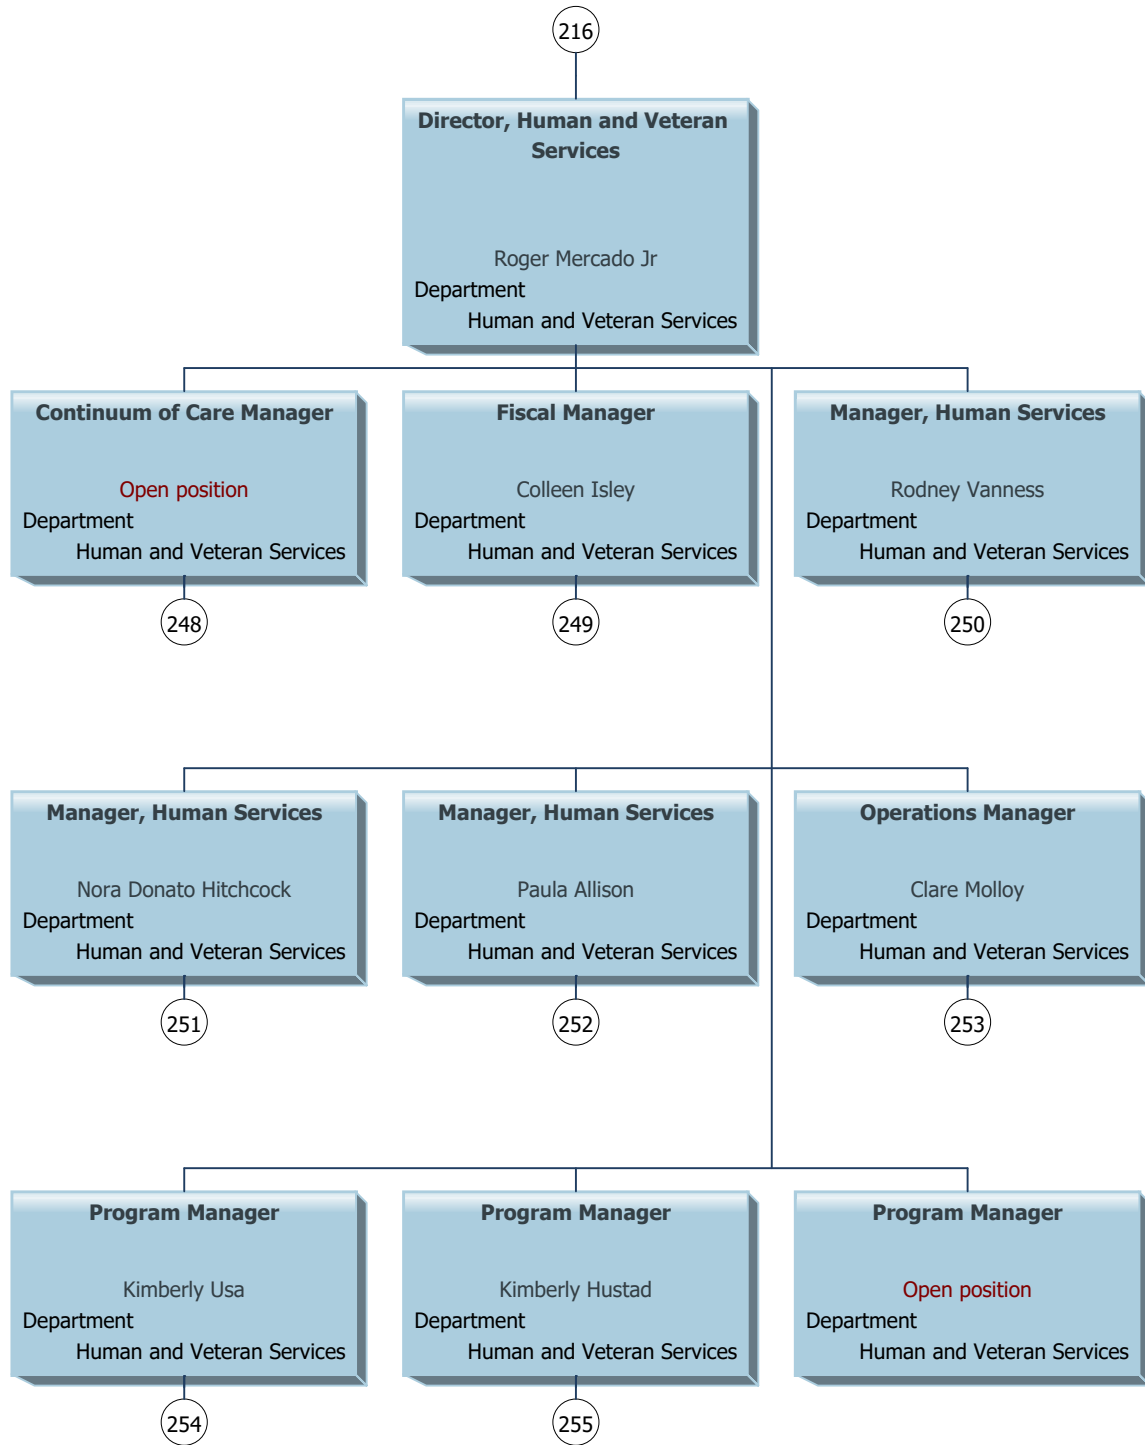 216
Director, Human and Veteran
Services
Roger Mercado Jr
Department
Human and Veteran Services
Continuum of Care Manager
Open position
Department
Human and Veteran Services
248
Fiscal Manager
Colleen Isley
Department
Human and Veteran Services
249
Manager, Human Services
Rodney Vanness
Department
Human and Veteran Services
250
Manager, Human Services
Nora Donato Hitchcock
Department
Human and Veteran Services
251
Manager, Human Services
Paula Allison
Department
Human and Veteran Services
252
Operations Manager
Clare Molloy
Department
Human and Veteran Services
253
Program Manager
Kimberly Usa
Department
Human and Veteran Services
254
Program Manager
Kimberly Hustad
Department
Human and Veteran Services
255
Program Manager
Open position
Department
Human and Veteran Services